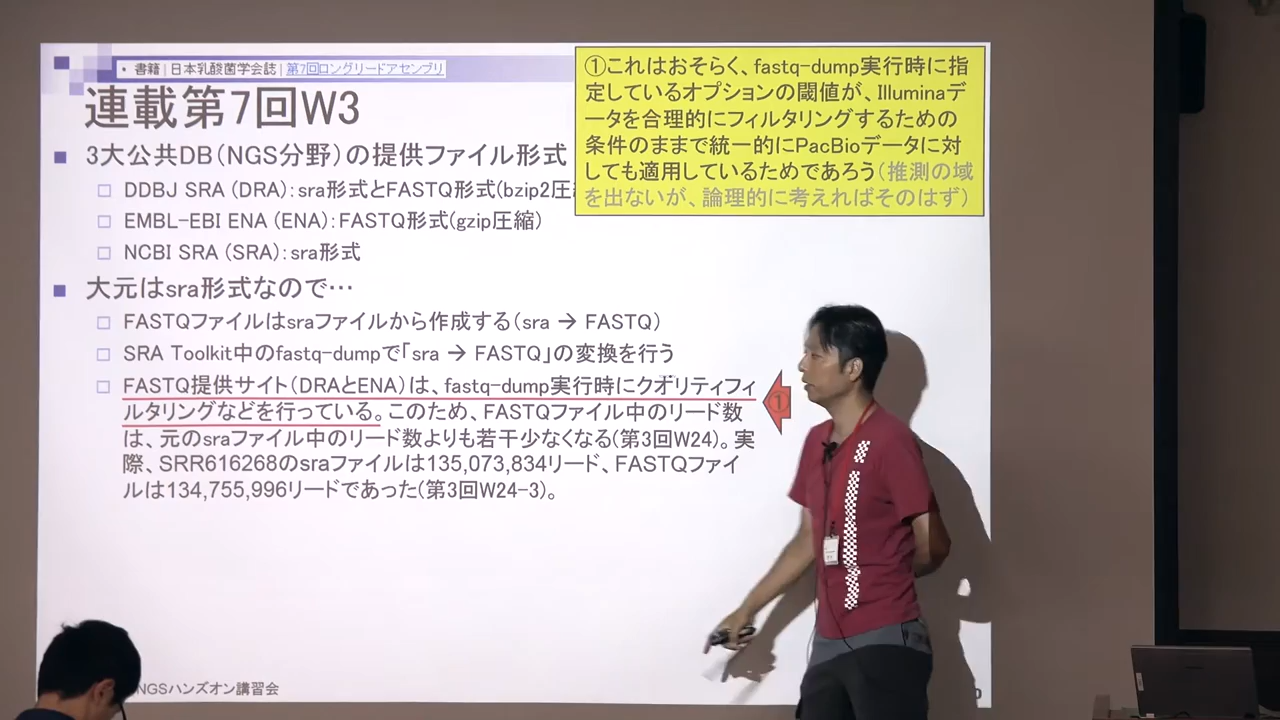 ・ 書籍 | 日本乳酸菌学会誌 | 第7回ロングリードアセンブリ
連載第7回W3
3大公共DB(NGS分野)の提供ファイル形式
DDBJ SRA (DRA):sra形式とFASTQ形式(bzip2圧
EMBL-EBI ENA (ENA):FASTQ形式(gzip圧縮)
NCBI SRA (SRA):sra形式
大元はsra形式なので…
FASTQファイルはsraファイルから作成する(sra → FASTQ)
SRA Toolkit中のfastq-dumpで「sra → FASTQ」の変換を行う
FASTQ提供サイト(DRAとENA)は、fastq-dump実行時にクオリティフィ
ルタリングなどを行っている。このため、FASTQファイル中のリード数
は、元のsraファイル中のリード数よりも若干少なくなる(第3回W24)。実
際、SRR616268のsraファイルは135,073,834リード、FASTQファイ
ルは134,755,996リードであった(第3回W24-3)。
①これはおそらく、fastq-dump実行時に指
定しているオプションの閾値が、Illuminaデ
ータを合理的にフィルタリングするための
条件のままで統一的にPacBioデータに対
しても適用しているためであろう(推測の域
を出ないが、論理的に考えればそのはず)
①
NGSハンズオン講習会